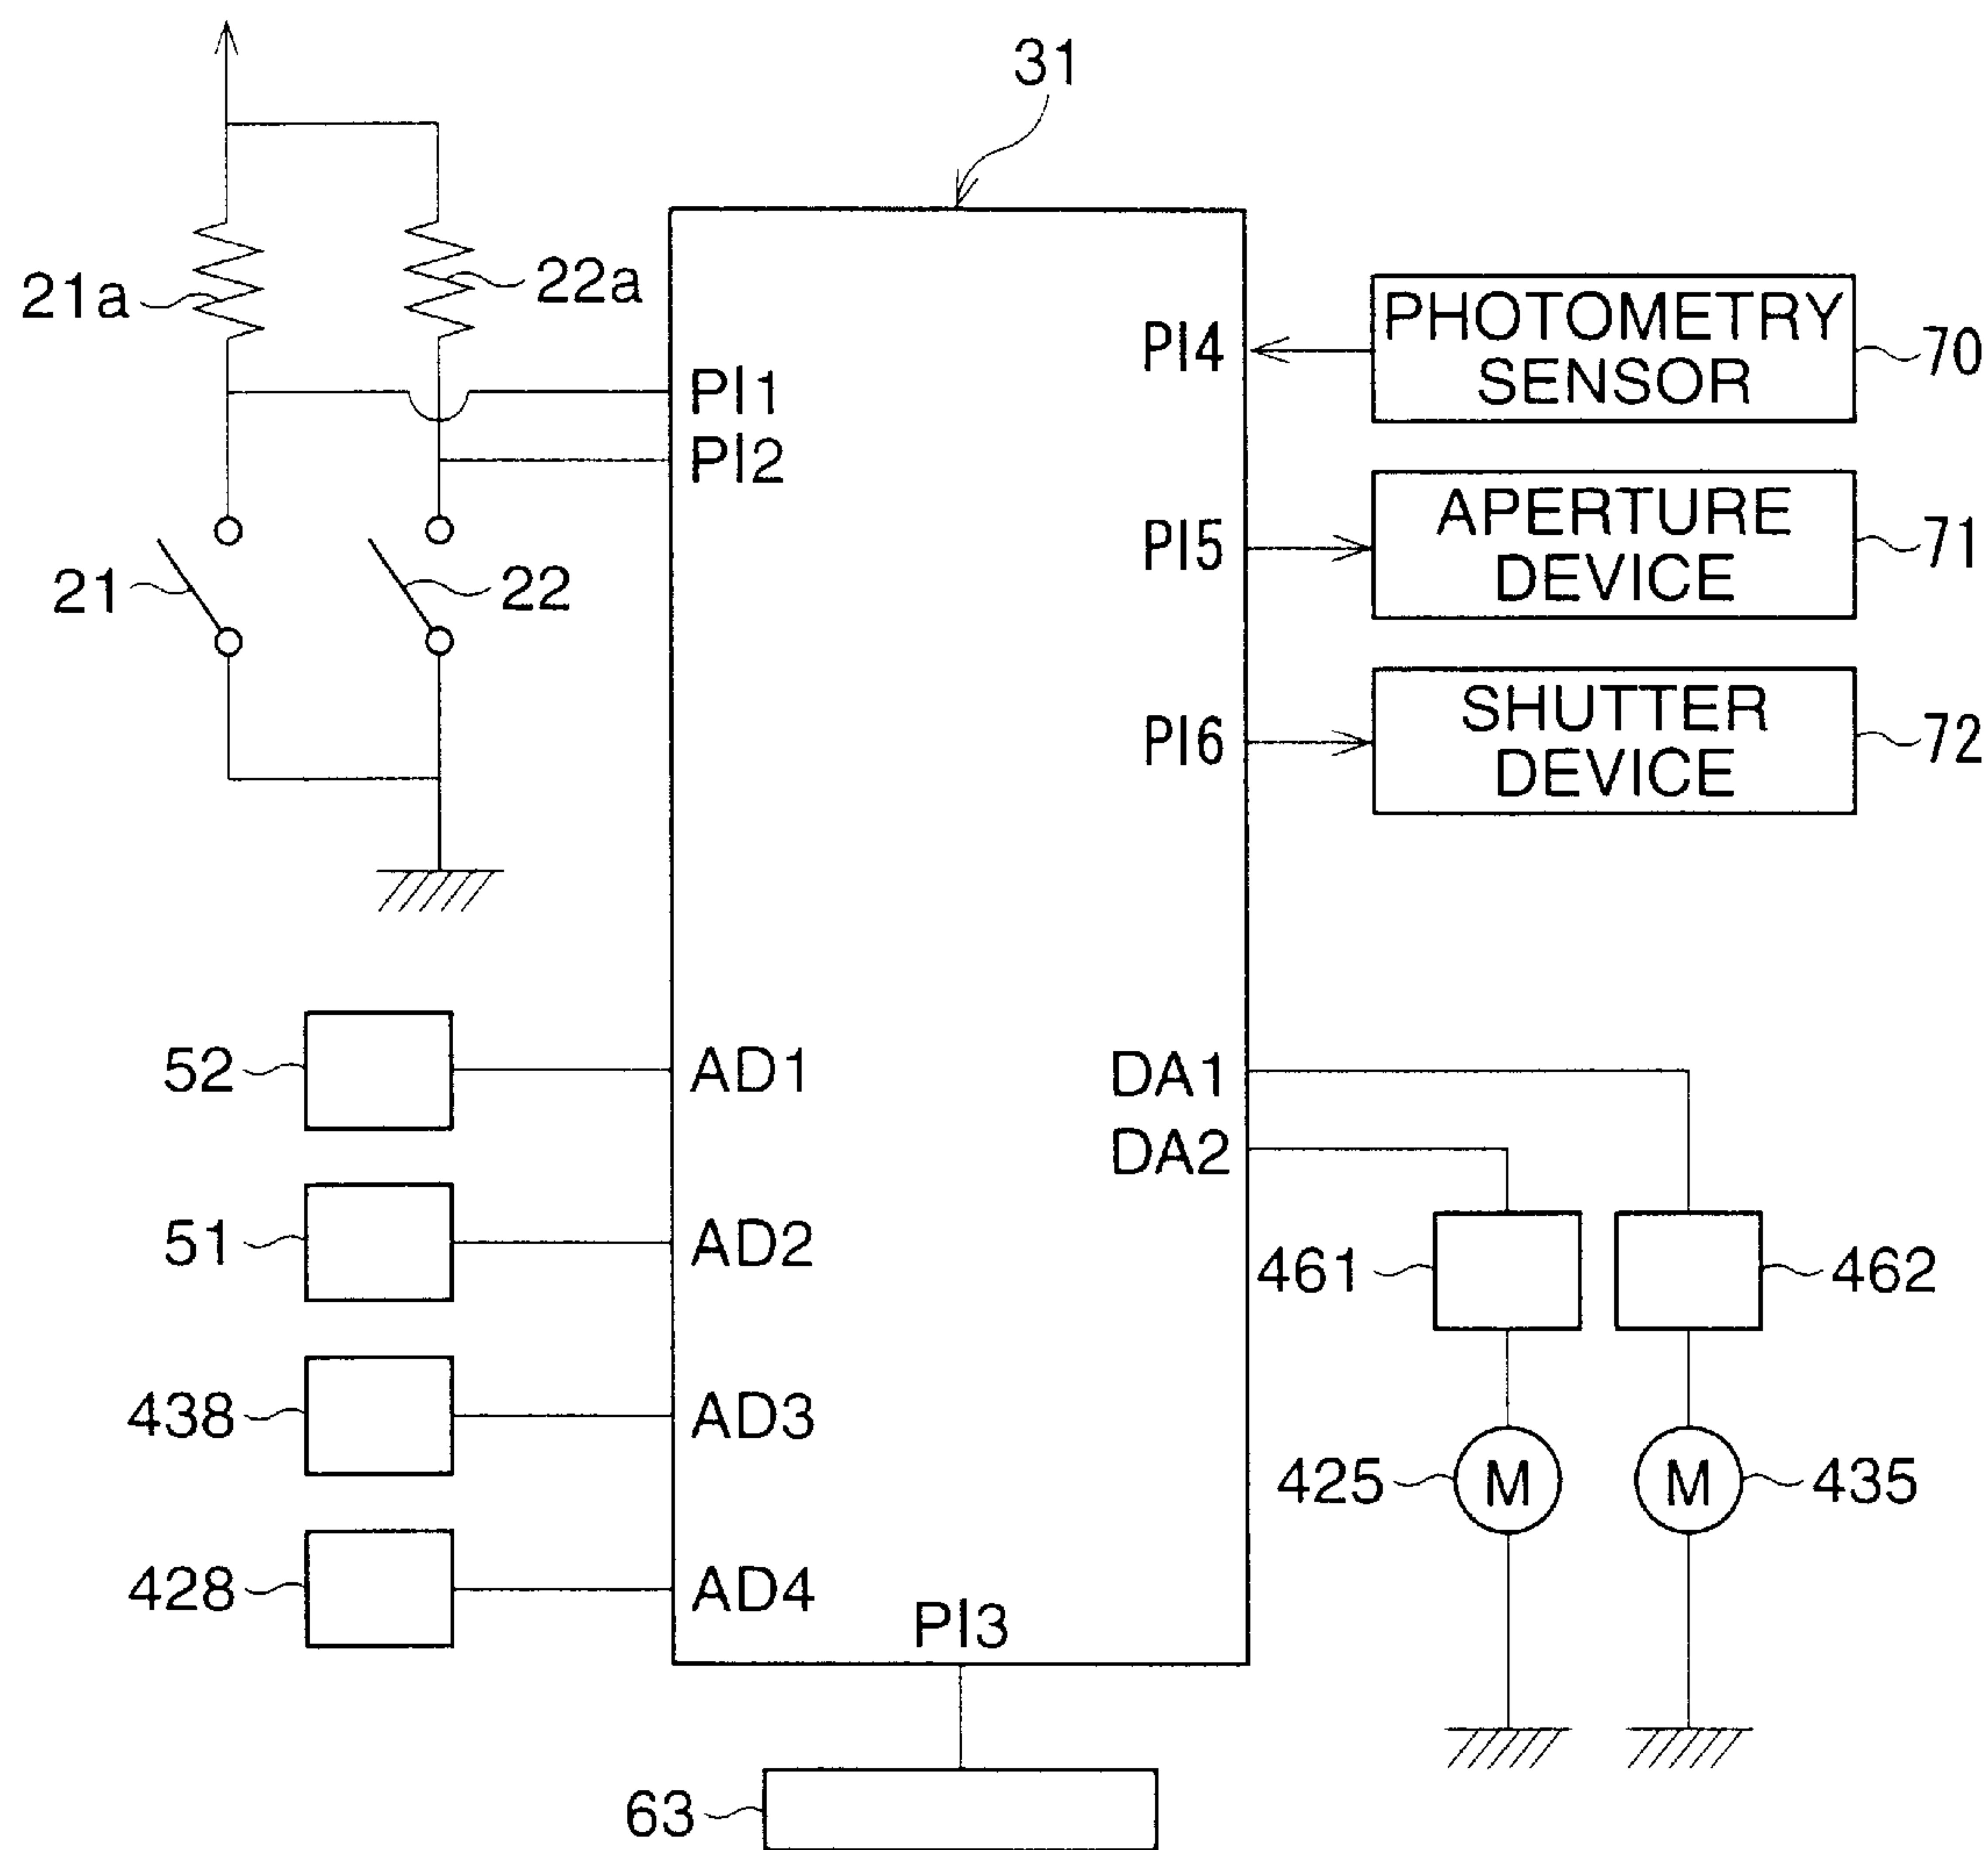 31
21a
22a
PI1
PI2
21
22
PI4
PHOTOMETRY
SENSOR
70
PI5
APERTURE
DEVICE
71
PI6
SHUTTER
DEVICE
72
52
AD1
51
AD2
438
AD3
428
AD4
DA1
DA2
461
462
425
M
M
435
PI3
63